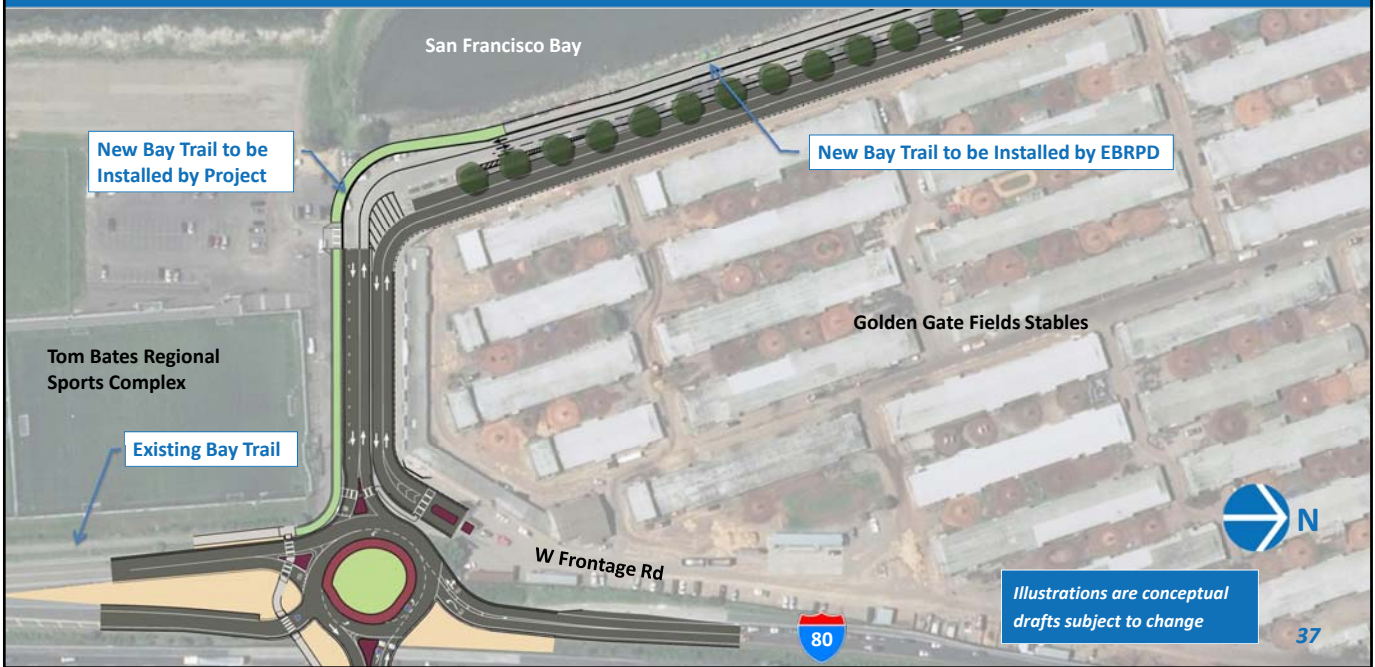 San Francisco Bay
New Bay Trail to be
Installed by Project
New Bay Trail to be Installed by EBRPD
Golden Gate Fields Stables
Tom Bates Regional
Sports Complex
Existing Bay Trail
N
W Frontage Rd
Illustrations are conceptual
drafts subject to change
80
37